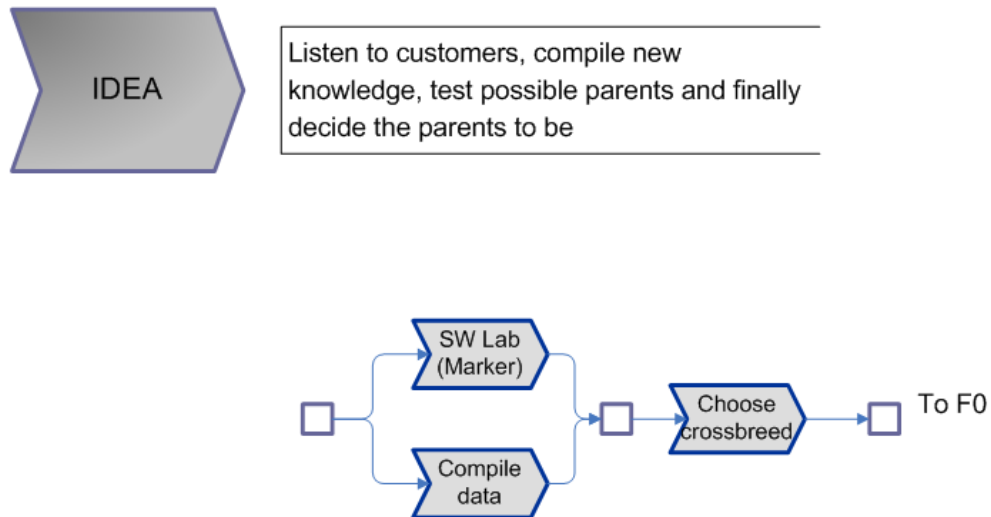 IDEA
Listen to customers, compile new
knowledge, test possible parents and finally
decide the parents to be
SW Lab
(Marker)
Compile
data
Choose
crossbreed
To F0